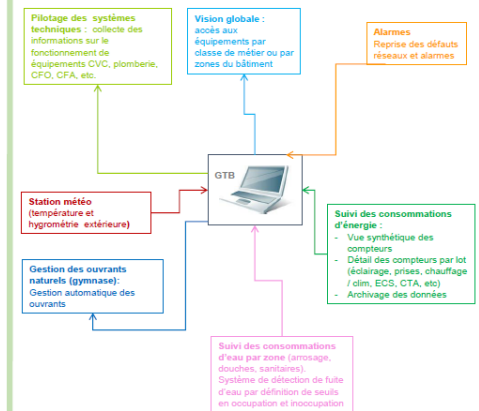 Pilotage des systèmes
techniques : collecte des
informations sur le
fonctionnement de
équipements CVC, plomberie,
CFO, CFA, etc.
Vision globale :
accès aux
équipements par
classe de métier ou par
zones du bâtiment
Alarmes
Reprise des défauts
réseaux et alarmes
GTB
Station météo
(température et
hygrométrie extérieure)
Suivi des consommations
d'énergie :
- Vue synthétique des
compteurs
- Détail des compteurs par lot
(éclairage, prises, chauffage
/ clim, ECS, CTA, etc)
- Archivage des données
Gestion des ouvrants
naturels (gymnase):
Gestion automatique des
ouvrants
Suivi des consommations
d'eau par zone (arrosage,
douches, sanitaires).
Système de détection de fuite
d'eau par définition de seuils
en occupation et inoccupation